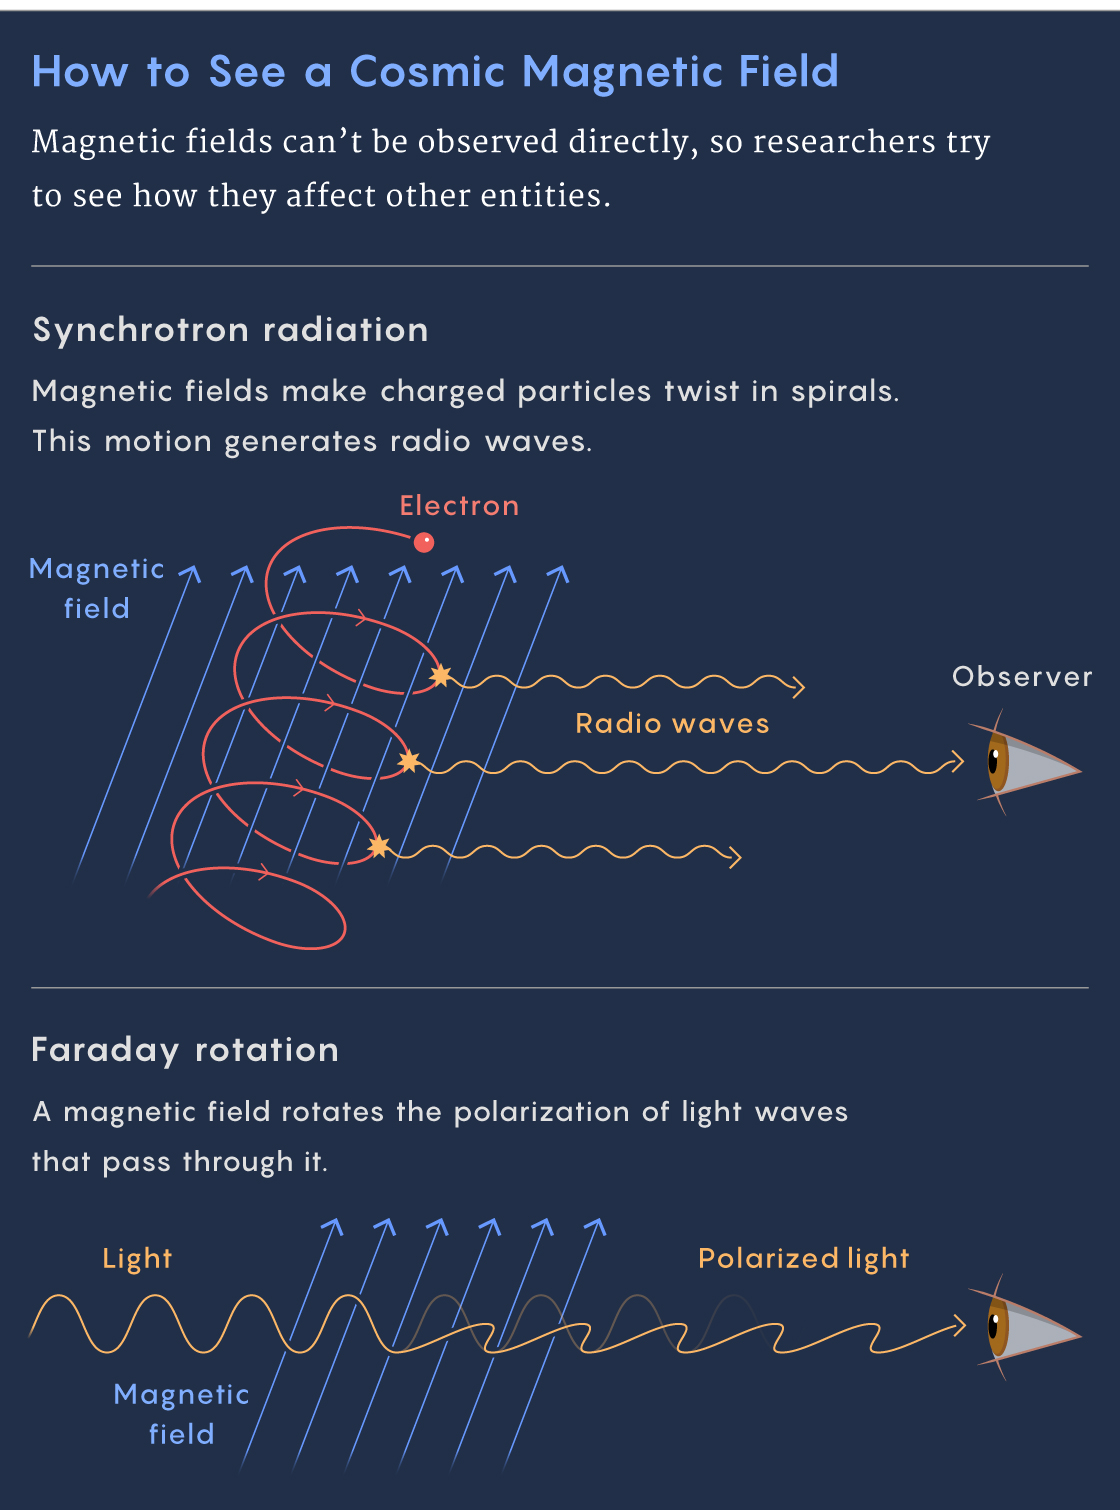 How to See a Cosmic Magnetic Field
Magnetic fields can’t be observed directly, so researchers try
to see how they affect other entities.
Synchrotron radiation
Magnetic fields make charged particles twist in spirals.
This motion generates radio waves.
Electron
Magnetic
field
Observer
Radio waves
Faraday rotation
A magnetic field rotates the polarization of light waves
that pass through it.
Light
Polarized light
Magnetic
field